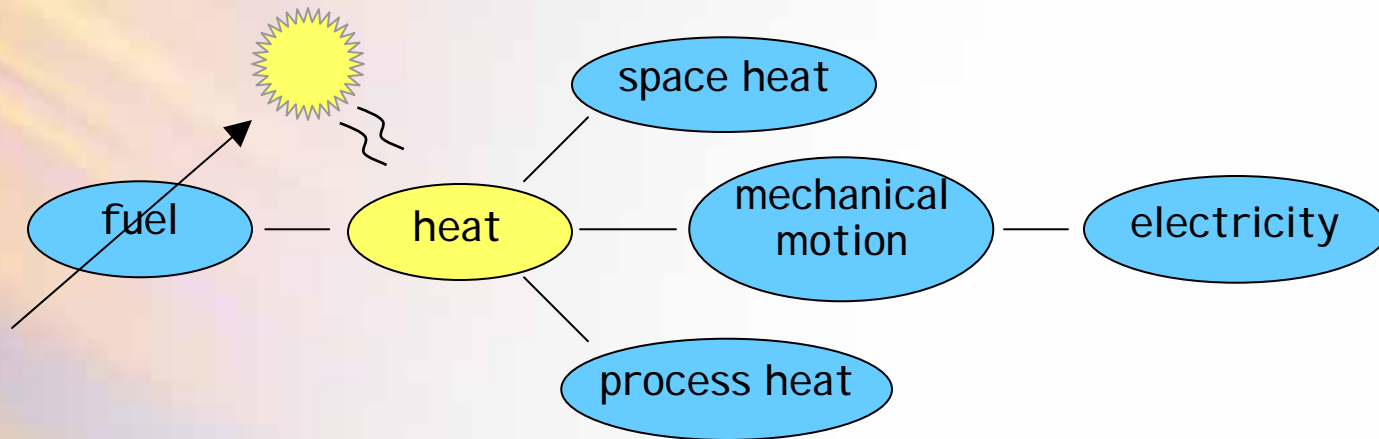 space heat
fuel
heat
mechanical
motion
electricity
process heat